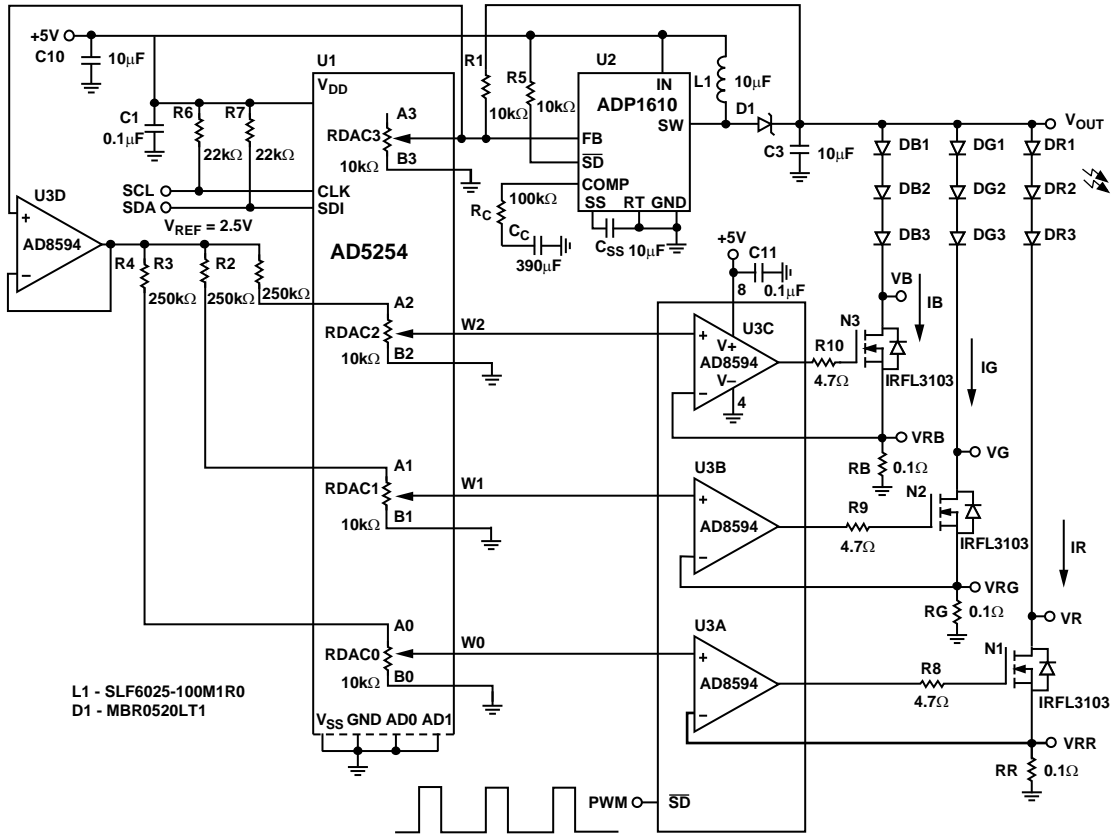 +5V
C10
10μF
C1
0.1μF
R6
R7
22kΩ
22kΩ
SCL
SDA
VREF = 2.5V
U3D
+
AD8594
−
R4
R3
R2
250kΩ
250kΩ
250kΩ
U1
VDD
A3
RDAC3
10kΩ
B3
CLK
SDI
AD5254
A2
RDAC2
10kΩ
B2
A1
RDAC1
10kΩ
B1
A0
RDAC0
10kΩ
B0
VSS GND AD0 AD1
W2
W1
W0
R1
10kΩ
R5
10kΩ
U2
IN
ADP1610
SW
FB
SD
COMP
SS
RT
GND
RC
100kΩ
CC
390μF
CSS 10μF
L1
10μF
D1
C3
10μF
VOUT
DB1
DB2
DB3
DG1
DG2
DG3
DR1
DR2
DR3
+5V
C11
0.1μF
8
U3C
+
V+
AD8594
V−
−
4
R10
4.7Ω
N3
IRFL3103
VB
IB
VRB
RB
0.1Ω
IG
VG
U3B
+
AD8594
−
R9
4.7Ω
N2
IRFL3103
VRG
RG
0.1Ω
IR
VR
U3A
+
AD8594
−
R8
4.7Ω
N1
IRFL3103
VRR
RR
0.1Ω
L1 - SLF6025-100M1R0
D1 - MBR0520LT1
PWM
SD